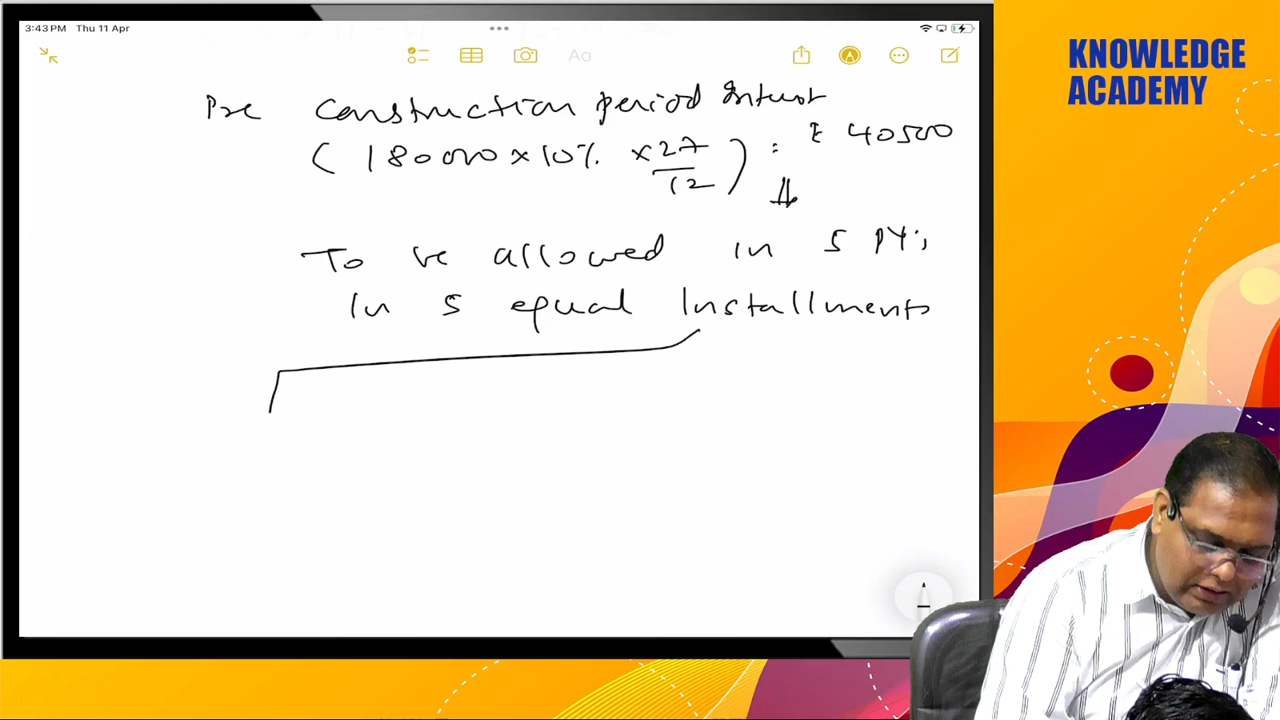 3:43 PM Thu 11 Apr
Aa
KNOWLEDGE
ACADEMY
Pre construction period Interest
( 180000 × 10% × 27/12 ) = ₹ 40500
To be allowed in 5 PY's
In 5 equal Installments